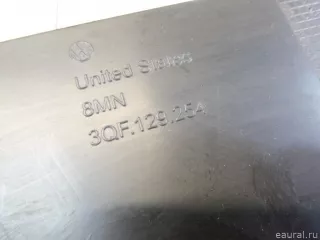 United States
8MN
3QF.129.254
eaural.ru